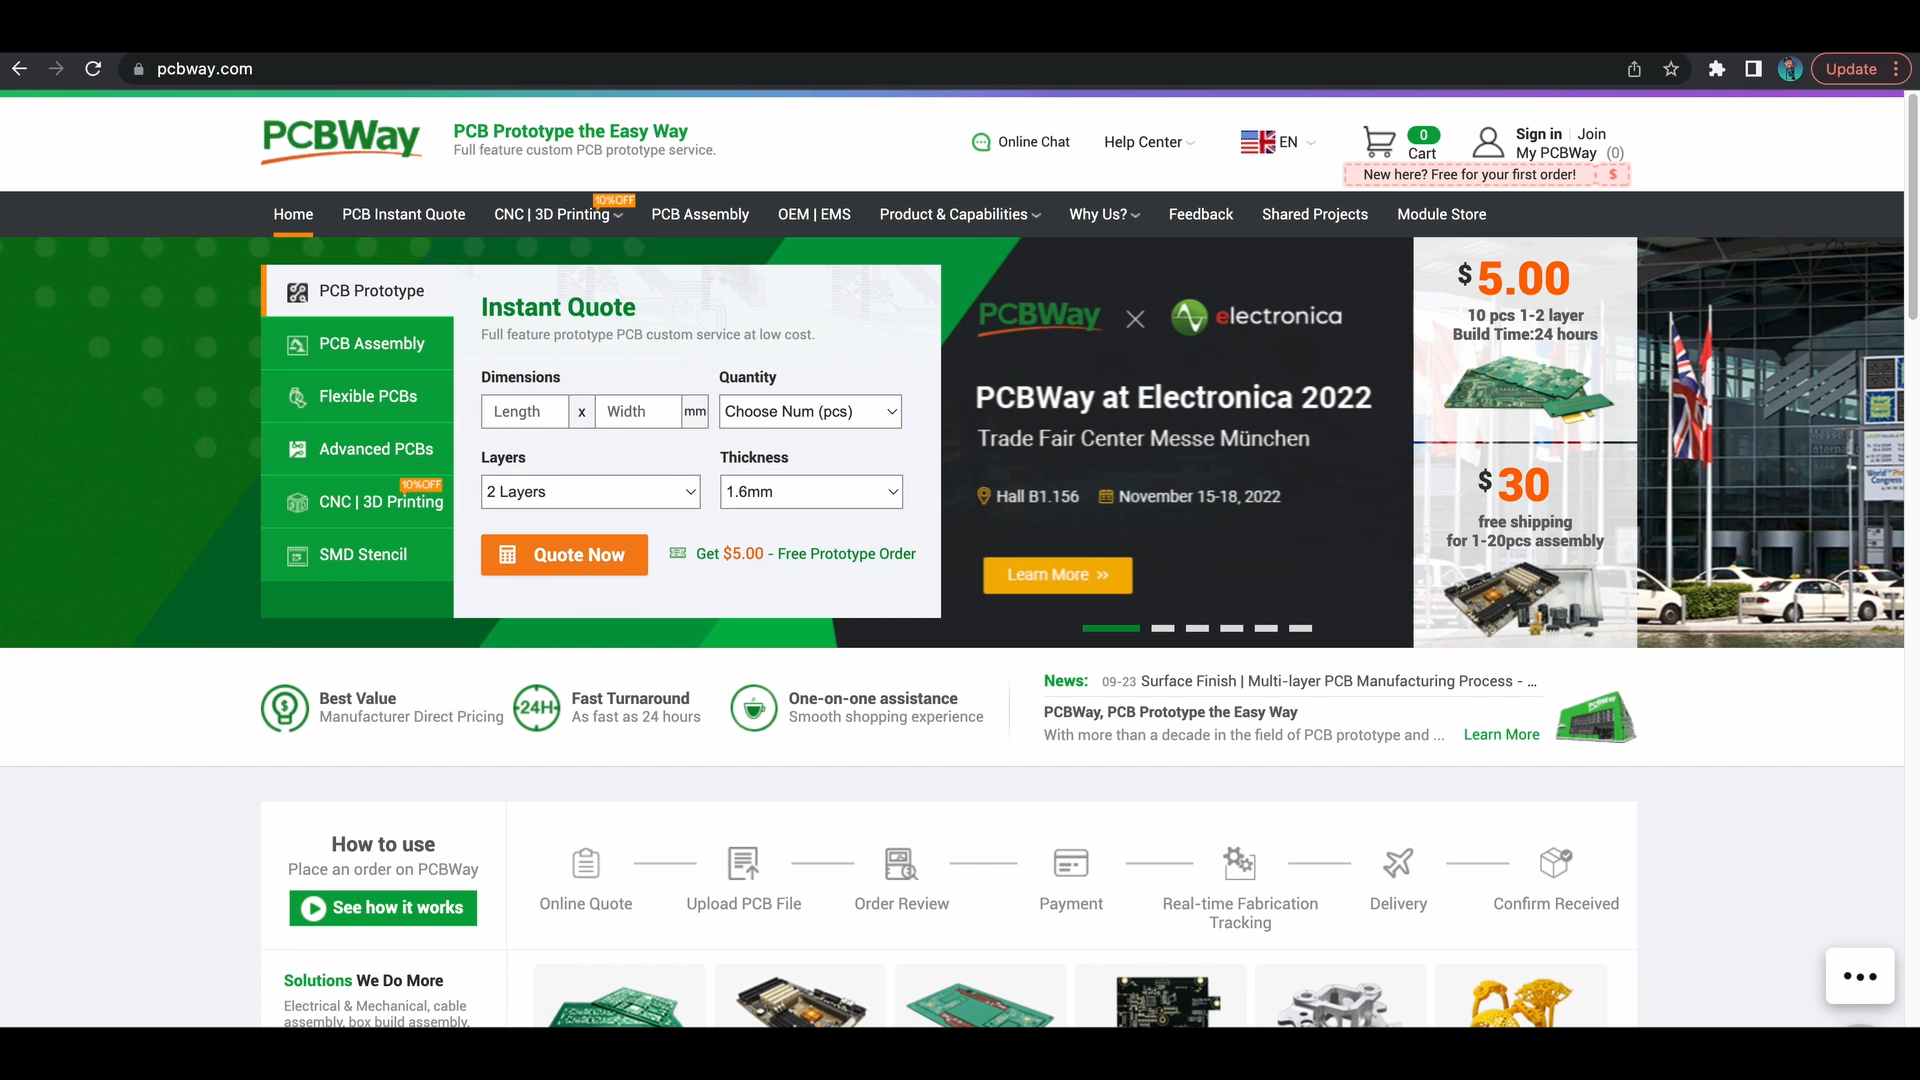 pcbway.com
Update
PCBWay
PCB Prototype the Easy Way
Full feature custom PCB prototype service.
Online Chat
Help Center
EN
0
Cart
Sign in
Join
My PCBWay (0)
New here? Free for your first order! $
Home
PCB Instant Quote
CNC | 3D Printing
10%OFF
PCB Assembly
OEM | EMS
Product & Capabilities
Why Us?
Feedback
Shared Projects
Module Store
PCB Prototype
PCB Assembly
Flexible PCBs
Advanced PCBs
10%OFF
CNC | 3D Printing
SMD Stencil
Instant Quote
Full feature prototype PCB custom service at low cost.
Dimensions
Quantity
Length x Width mm
Choose Num (pcs)
Layers
Thickness
2 Layers
1.6mm
Quote Now
Get $5.00 - Free Prototype Order
PCBWay × electronica
PCBWay at Electronica 2022
Trade Fair Center Messe München
Hall B1.156
November 15-18, 2022
Learn More »
$5.00
10 pcs 1-2 layer
Build Time:24 hours
$30
free shipping
for 1-20pcs assembly
Best Value
Manufacturer Direct Pricing
24H
Fast Turnaround
As fast as 24 hours
One-on-one assistance
Smooth shopping experience
News: 09-23 Surface Finish | Multi-layer PCB Manufacturing Process - ...
PCBWay, PCB Prototype the Easy Way
With more than a decade in the field of PCB prototype and ... Learn More
How to use
Place an order on PCBWay
See how it works
Online Quote
Upload PCB File
Order Review
Payment
Real-time Fabrication
Tracking
Delivery
Confirm Received
Solutions We Do More
Electrical & Mechanical, cable
assembly, box build assembly,